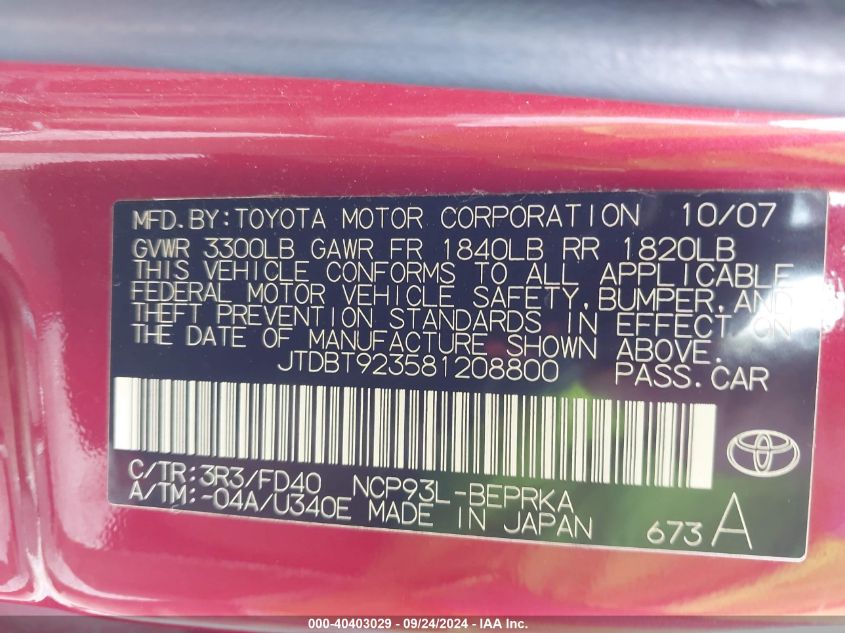 MFD. BY: TOYOTA MOTOR CORPORATION 10/07
GVWR 3300LB GAWR FR 1840LB RR 1820LB
THIS VEHICLE CONFORMS TO ALL APPLICABLE
FEDERAL MOTOR VEHICLE SAFETY, BUMPER, AND
THEFT PREVENTION STANDARDS IN EFFECT ON
THE DATE OF MANUFACTURE SHOWN ABOVE.
JTDBT923581208800 PASS. CAR
C/TR: 3R3/FD40 NCP93L-BEPRKA
A/TM: -04A/U340E MADE IN JAPAN 673 A
000-40403029 - 09/24/2024 - IAA Inc.